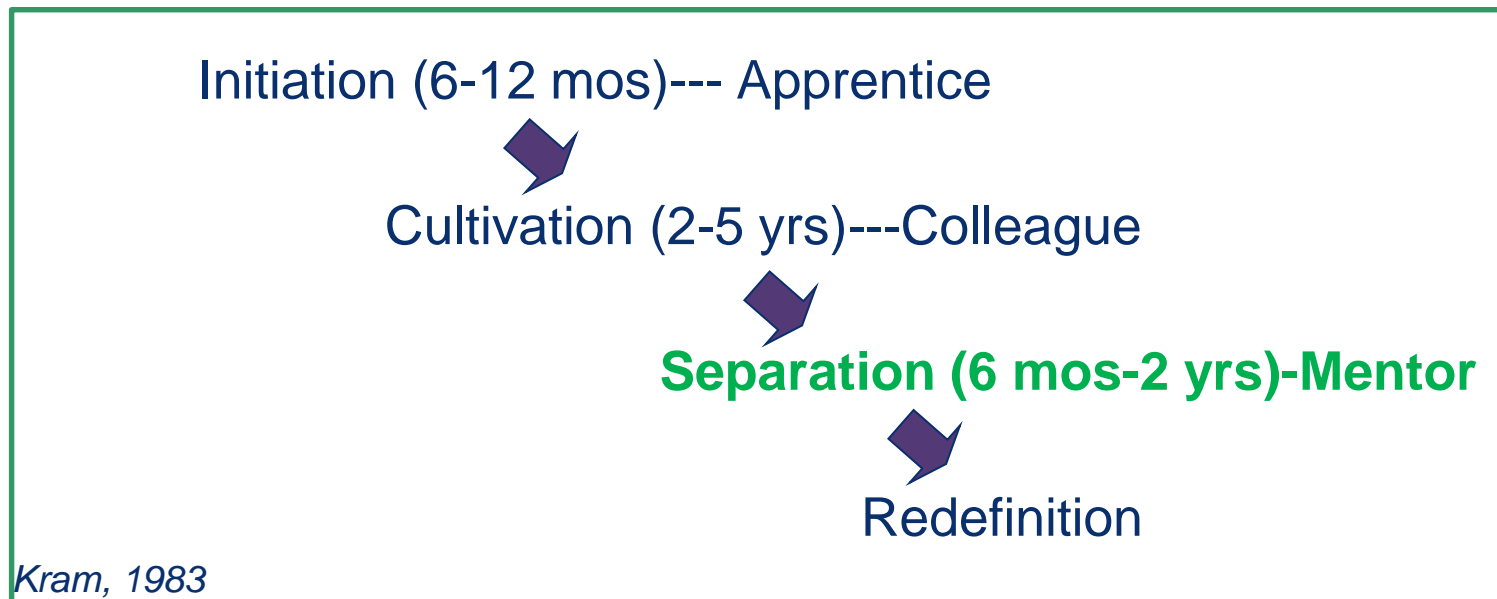 Initiation (6-12 mos)--- Apprentice
Cultivation (2-5 yrs)---Colleague
Separation (6 mos-2 yrs)-Mentor
Redefinition
Kram, 1983